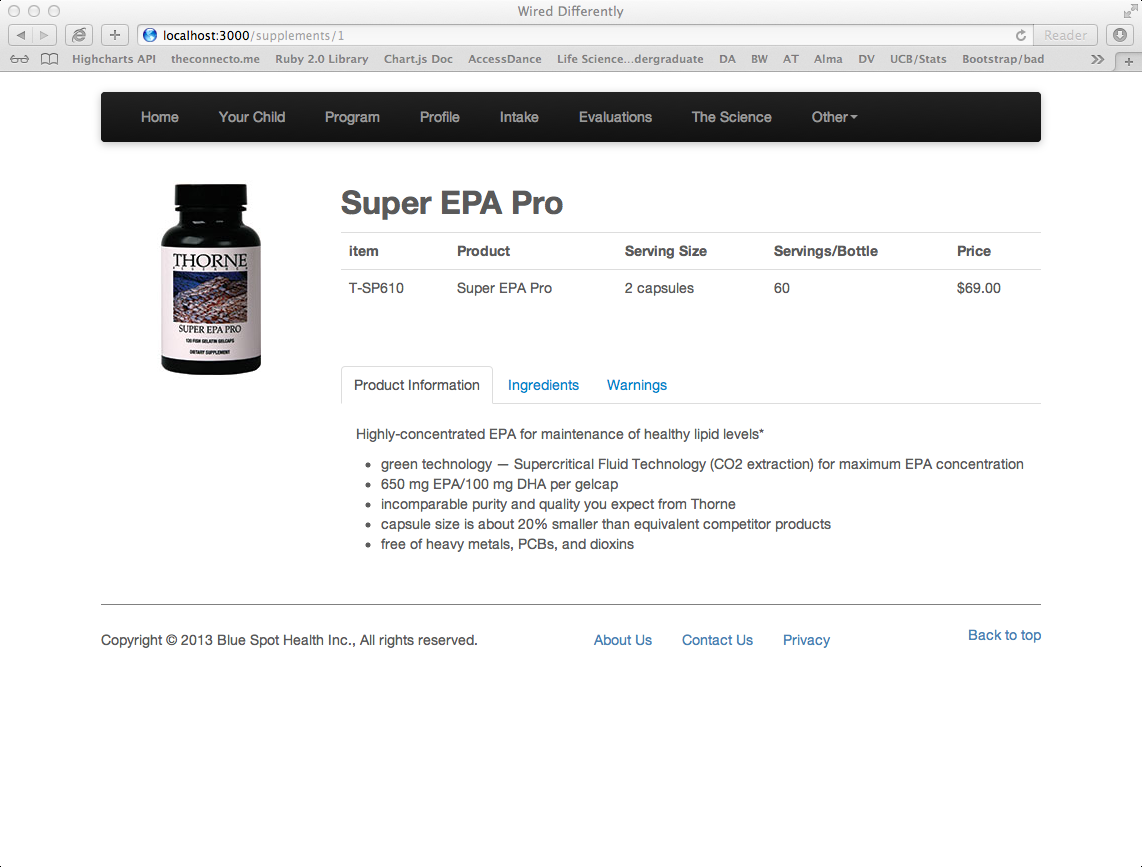 Wired Differently
localhost:3000/supplements/1
Reader
Highcharts API theconnecto.me Ruby 2.0 Library Chart.js Doc AccessDance Life Science...dergraduate DA BW AT Alma DV UCB/Stats Bootstrap/bad
Home Your Child Program Profile Intake Evaluations The Science Other
THORNE
RESEARCH
SUPER EPA PRO
120 FISH GELATIN GELCAPS
DIETARY SUPPLEMENT
Super EPA Pro
item Product Serving Size Servings/Bottle Price
T-SP610 Super EPA Pro 2 capsules 60 $69.00
Product Information Ingredients Warnings
Highly-concentrated EPA for maintenance of healthy lipid levels*
• green technology — Supercritical Fluid Technology (CO2 extraction) for maximum EPA concentration
• 650 mg EPA/100 mg DHA per gelcap
• incomparable purity and quality you expect from Thorne
• capsule size is about 20% smaller than equivalent competitor products
• free of heavy metals, PCBs, and dioxins
Copyright © 2013 Blue Spot Health Inc., All rights reserved. About Us Contact Us Privacy Back to top